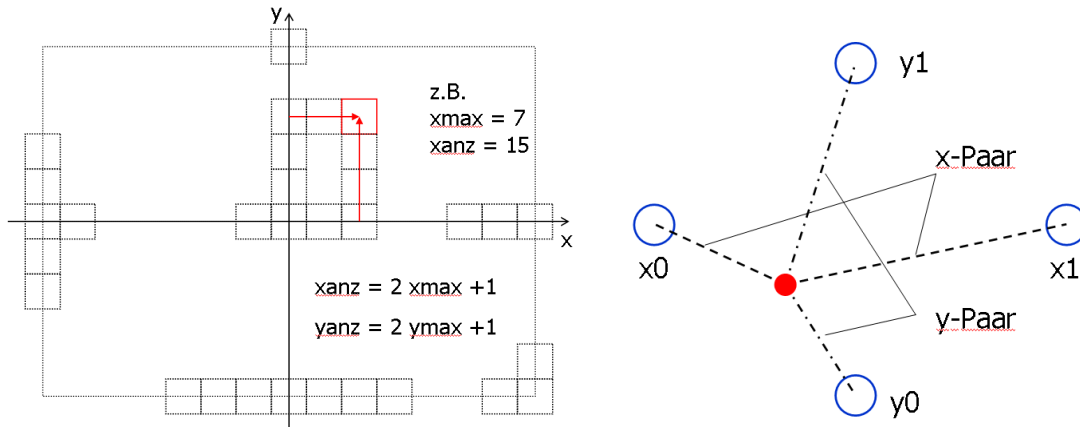 y
z.B.
xmax = 7
xanz = 15
x
xanz = 2 xmax +1
yanz = 2 ymax +1
y1
x-Paar
x0
x1
y-Paar
y0